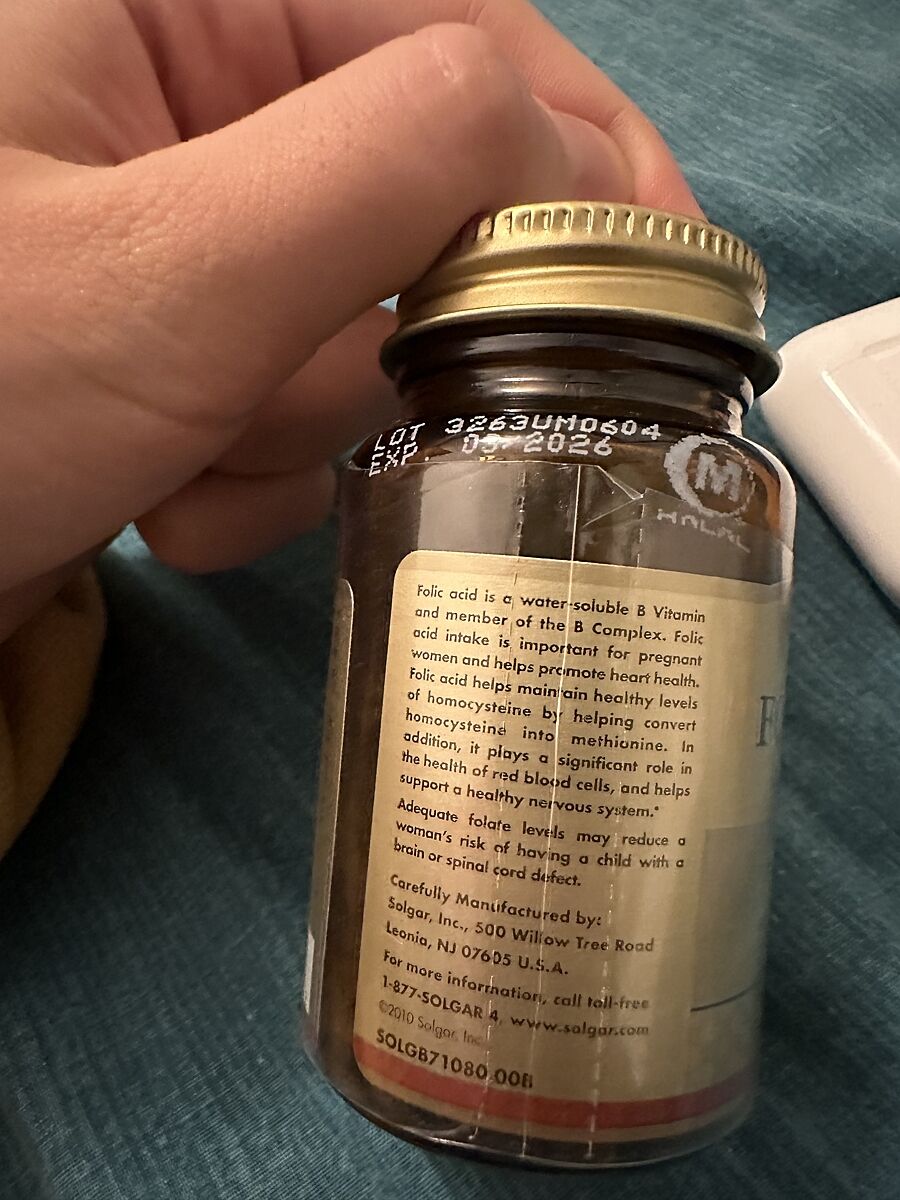 LOT 3263UM0604
EXP. 03/2026
M
HALAL
Folic acid is a water-soluble B Vitamin
and member of the B Complex. Folic
acid intake is important for pregnant
women and helps promote heart health.
Folic acid helps maintain healthy levels
of homocysteine by helping convert
homocysteine into methionine. In
addition, it plays a significant role in
the health of red blood cells, and helps
support a healthy nervous system.*
Adequate folate levels may reduce a
woman's risk of having a child with a
brain or spinal cord defect.
Carefully Manufactured by:
Solgar, Inc., 500 Willow Tree Road
Leonia, NJ 07605 U.S.A.
For more information, call toll-free
1-877-SOLGAR 4, www.solgar.com
©2010 Solgar, Inc.
SOLGB71080.00B